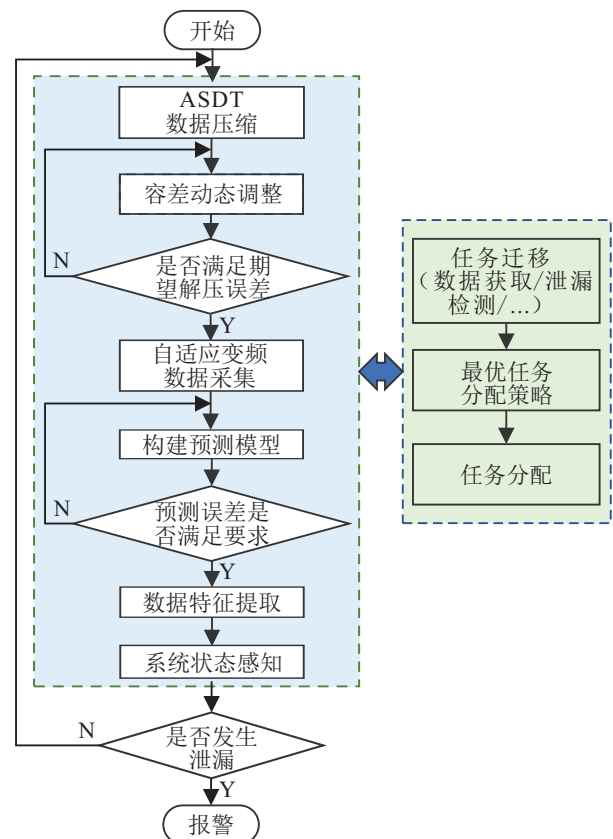 开始
ASDT
数据压缩
容差动态调整
N
是否满足期
望解压误差
Y
自适应变频
数据采集
构建预测模型
N
预测误差是
否满足要求
Y
数据特征提取
系统状态感知
N
是否发生
泄漏
Y
报警
任务迁移
（数据获取/泄漏
检测/…）
最优任务
分配策略
任务分配